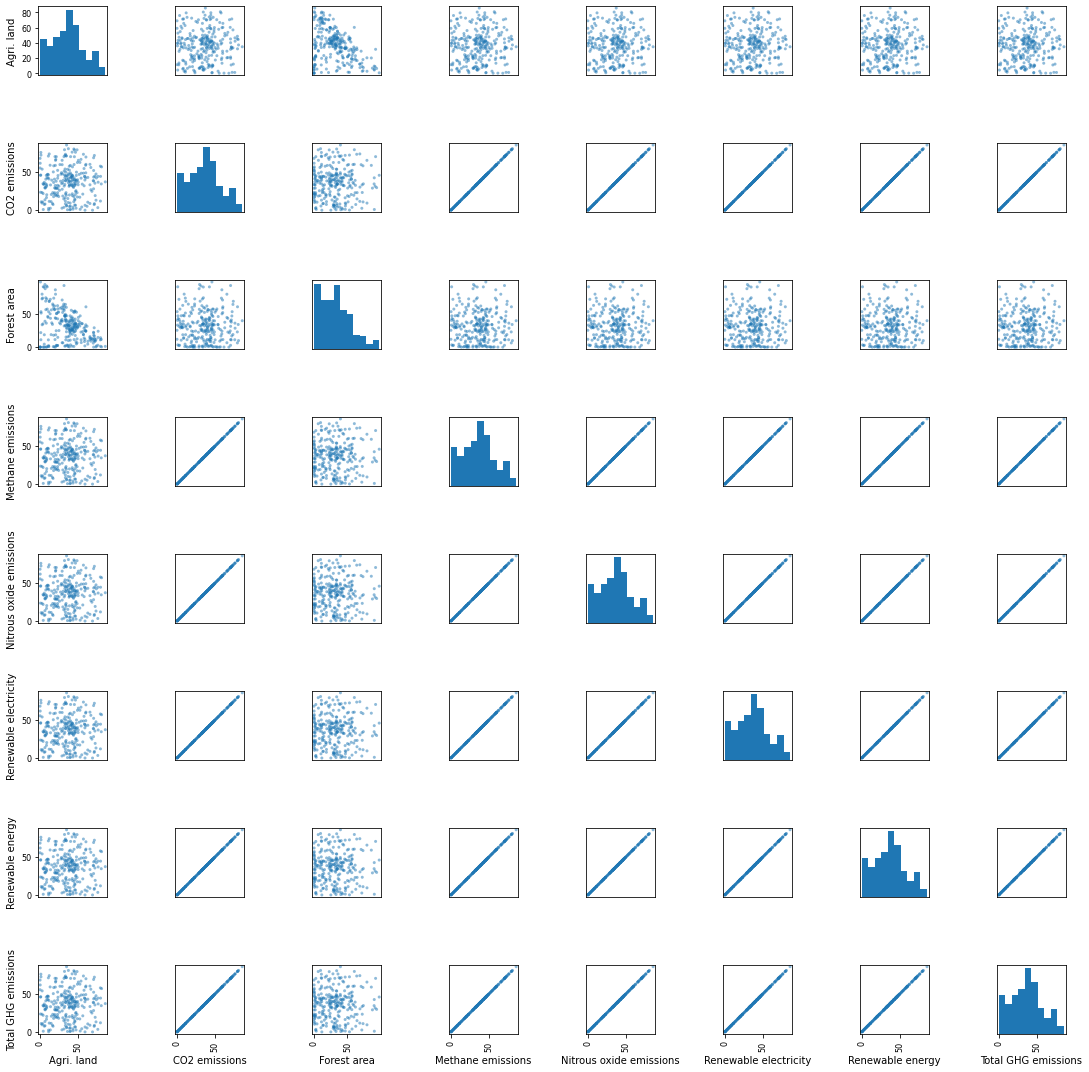 Agri. land
80
60
40
20
0
CO2 emissions
50
0
Forest area
50
0
Methane emissions
50
0
Nitrous oxide emissions
50
0
Renewable electricity
50
0
Renewable energy
50
0
Total GHG emissions
50
0
0 50 0 50 0 50 0 50 0 50 0 50 0 50 0 50
Agri. land CO2 emissions Forest area Methane emissions Nitrous oxide emissions Renewable electricity Renewable energy Total GHG emissions